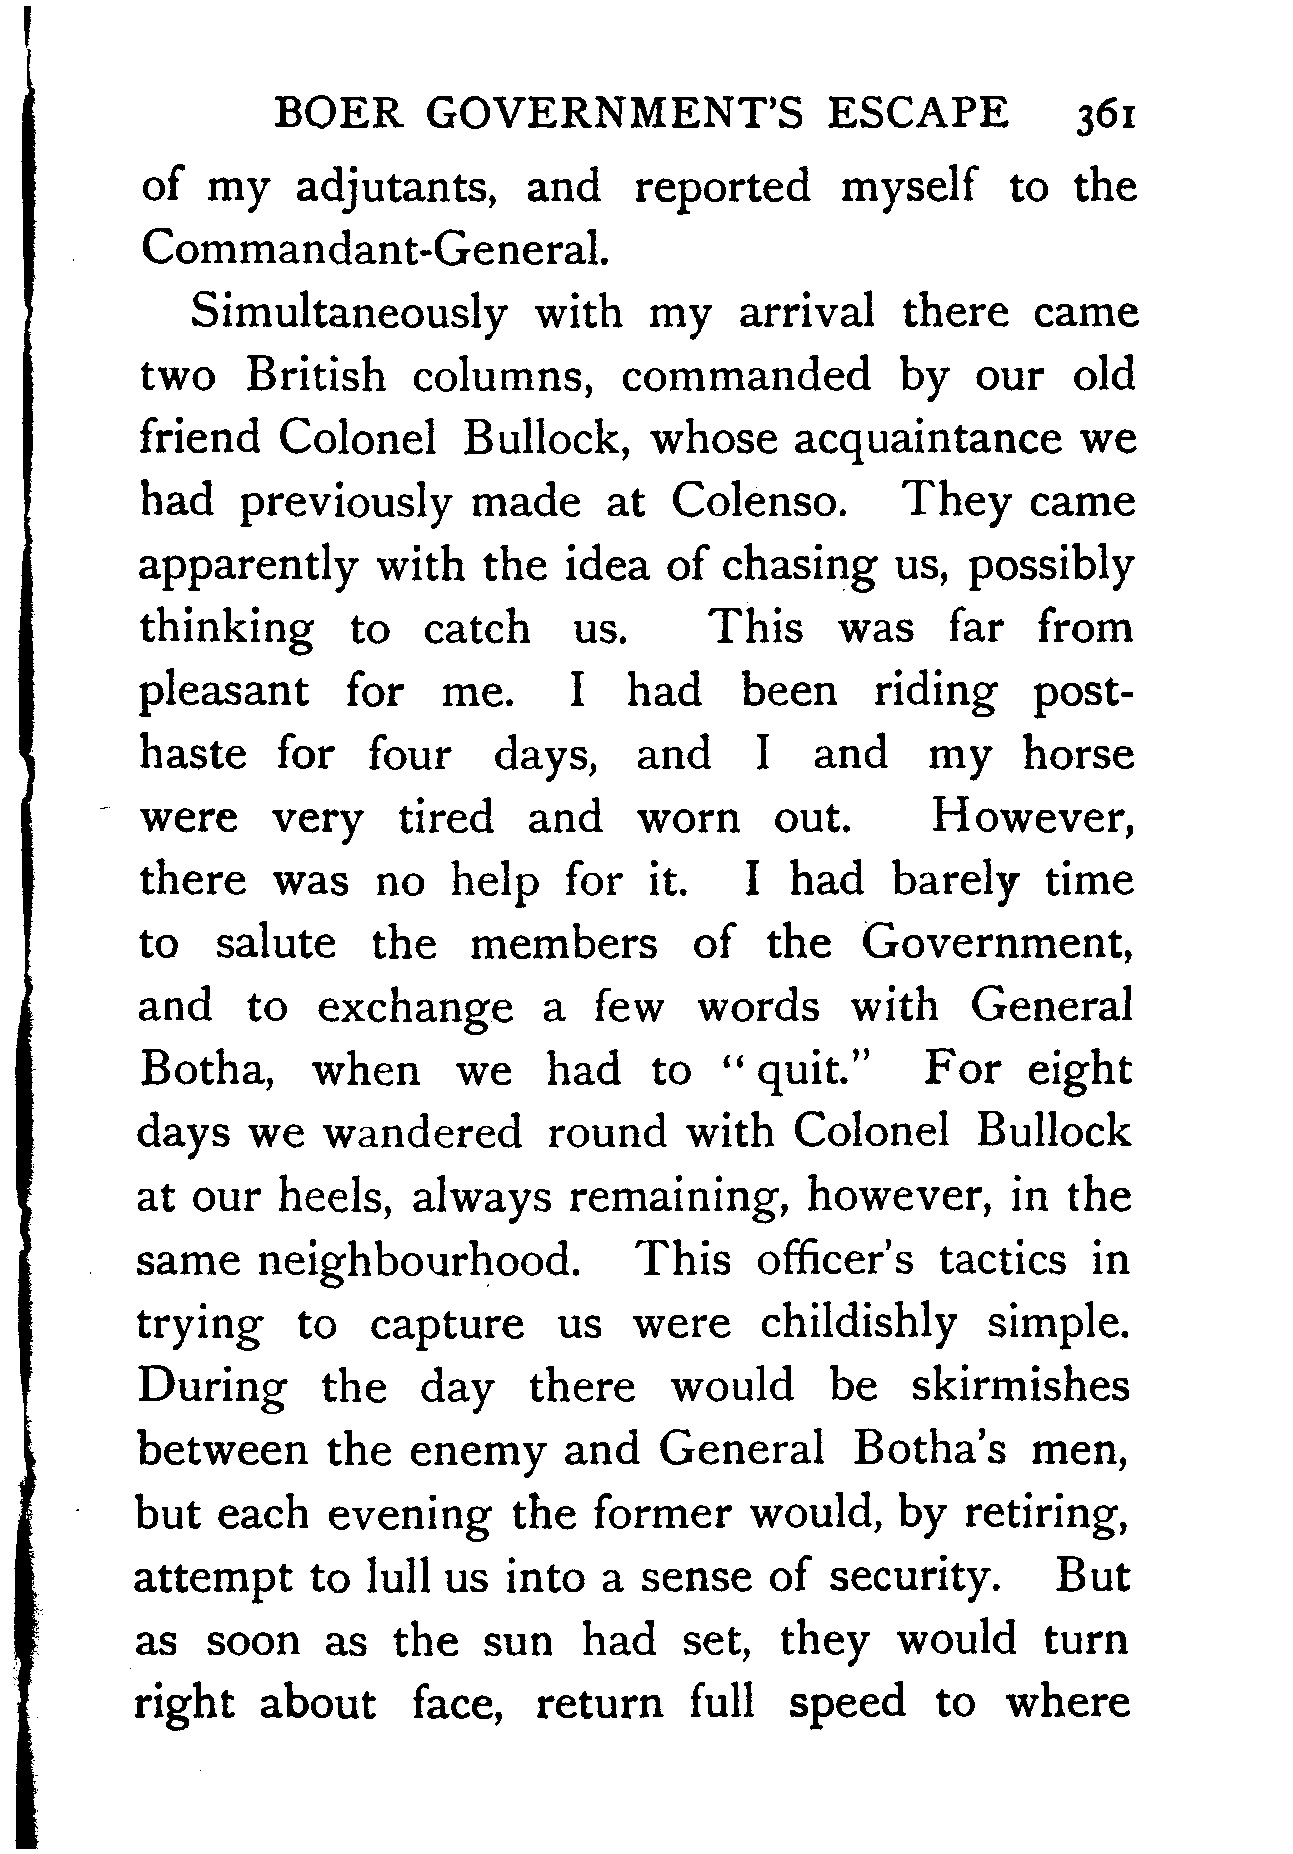 BOER GOVERNMENT'S ESCAPE 361
of my adjutants, and reported myself to the
Commandant-General.
Simultaneously with my arrival there came
two British columns, commanded by our old
friend Colonel Bullock, whose acquaintance we
had previously made at Colenso. They came
apparently with the idea of chasing us, possibly
thinking to catch us. This was far from
pleasant for me. I had been riding post-
haste for four days, and I and my horse
were very tired and worn out. However,
there was no help for it. I had barely time
to salute the members of the Government,
and to exchange a few words with General
Botha, when we had to “ quit.” For eight
days we wandered round with Colonel Bullock
at our heels, always remaining, however, in the
same neighbourhood. This officer's tactics in
trying to capture us were childishly simple.
During the day there would be skirmishes
between the enemy and General Botha's men,
but each evening the former would, by retiring,
attempt to lull us into a sense of security. But
as soon as the sun had set, they would turn
right about face, return full speed to where